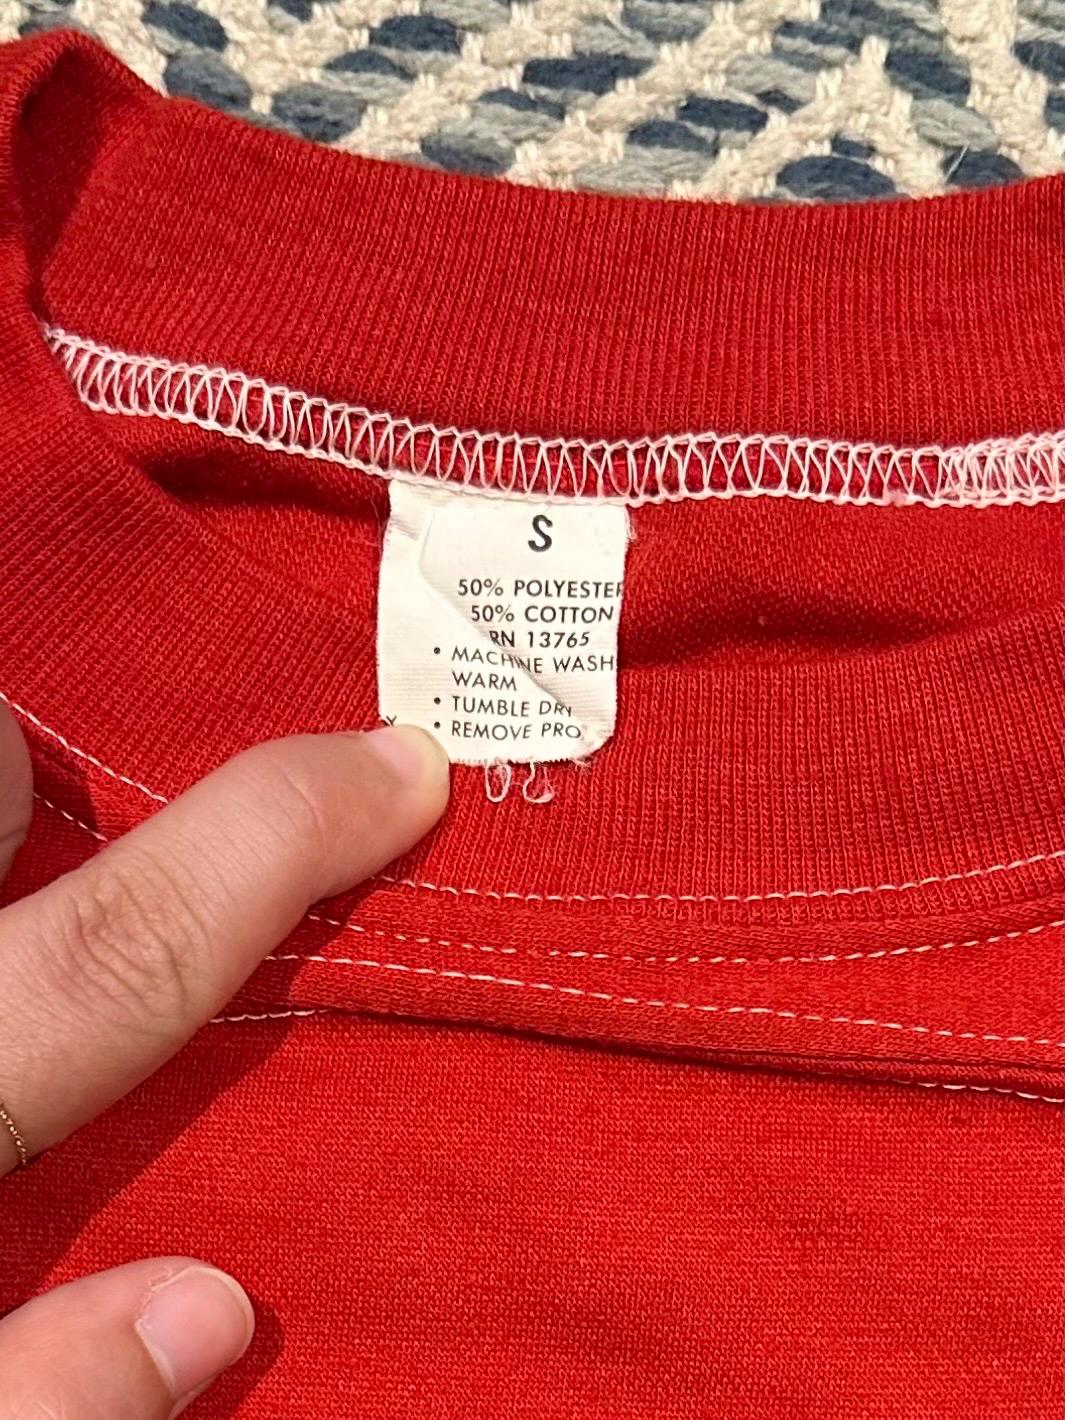 S
50% POLYESTER
50% COTTON
RN 13765
• MACHINE WASH
WARM
• TUMBLE DRY
• REMOVE PRO